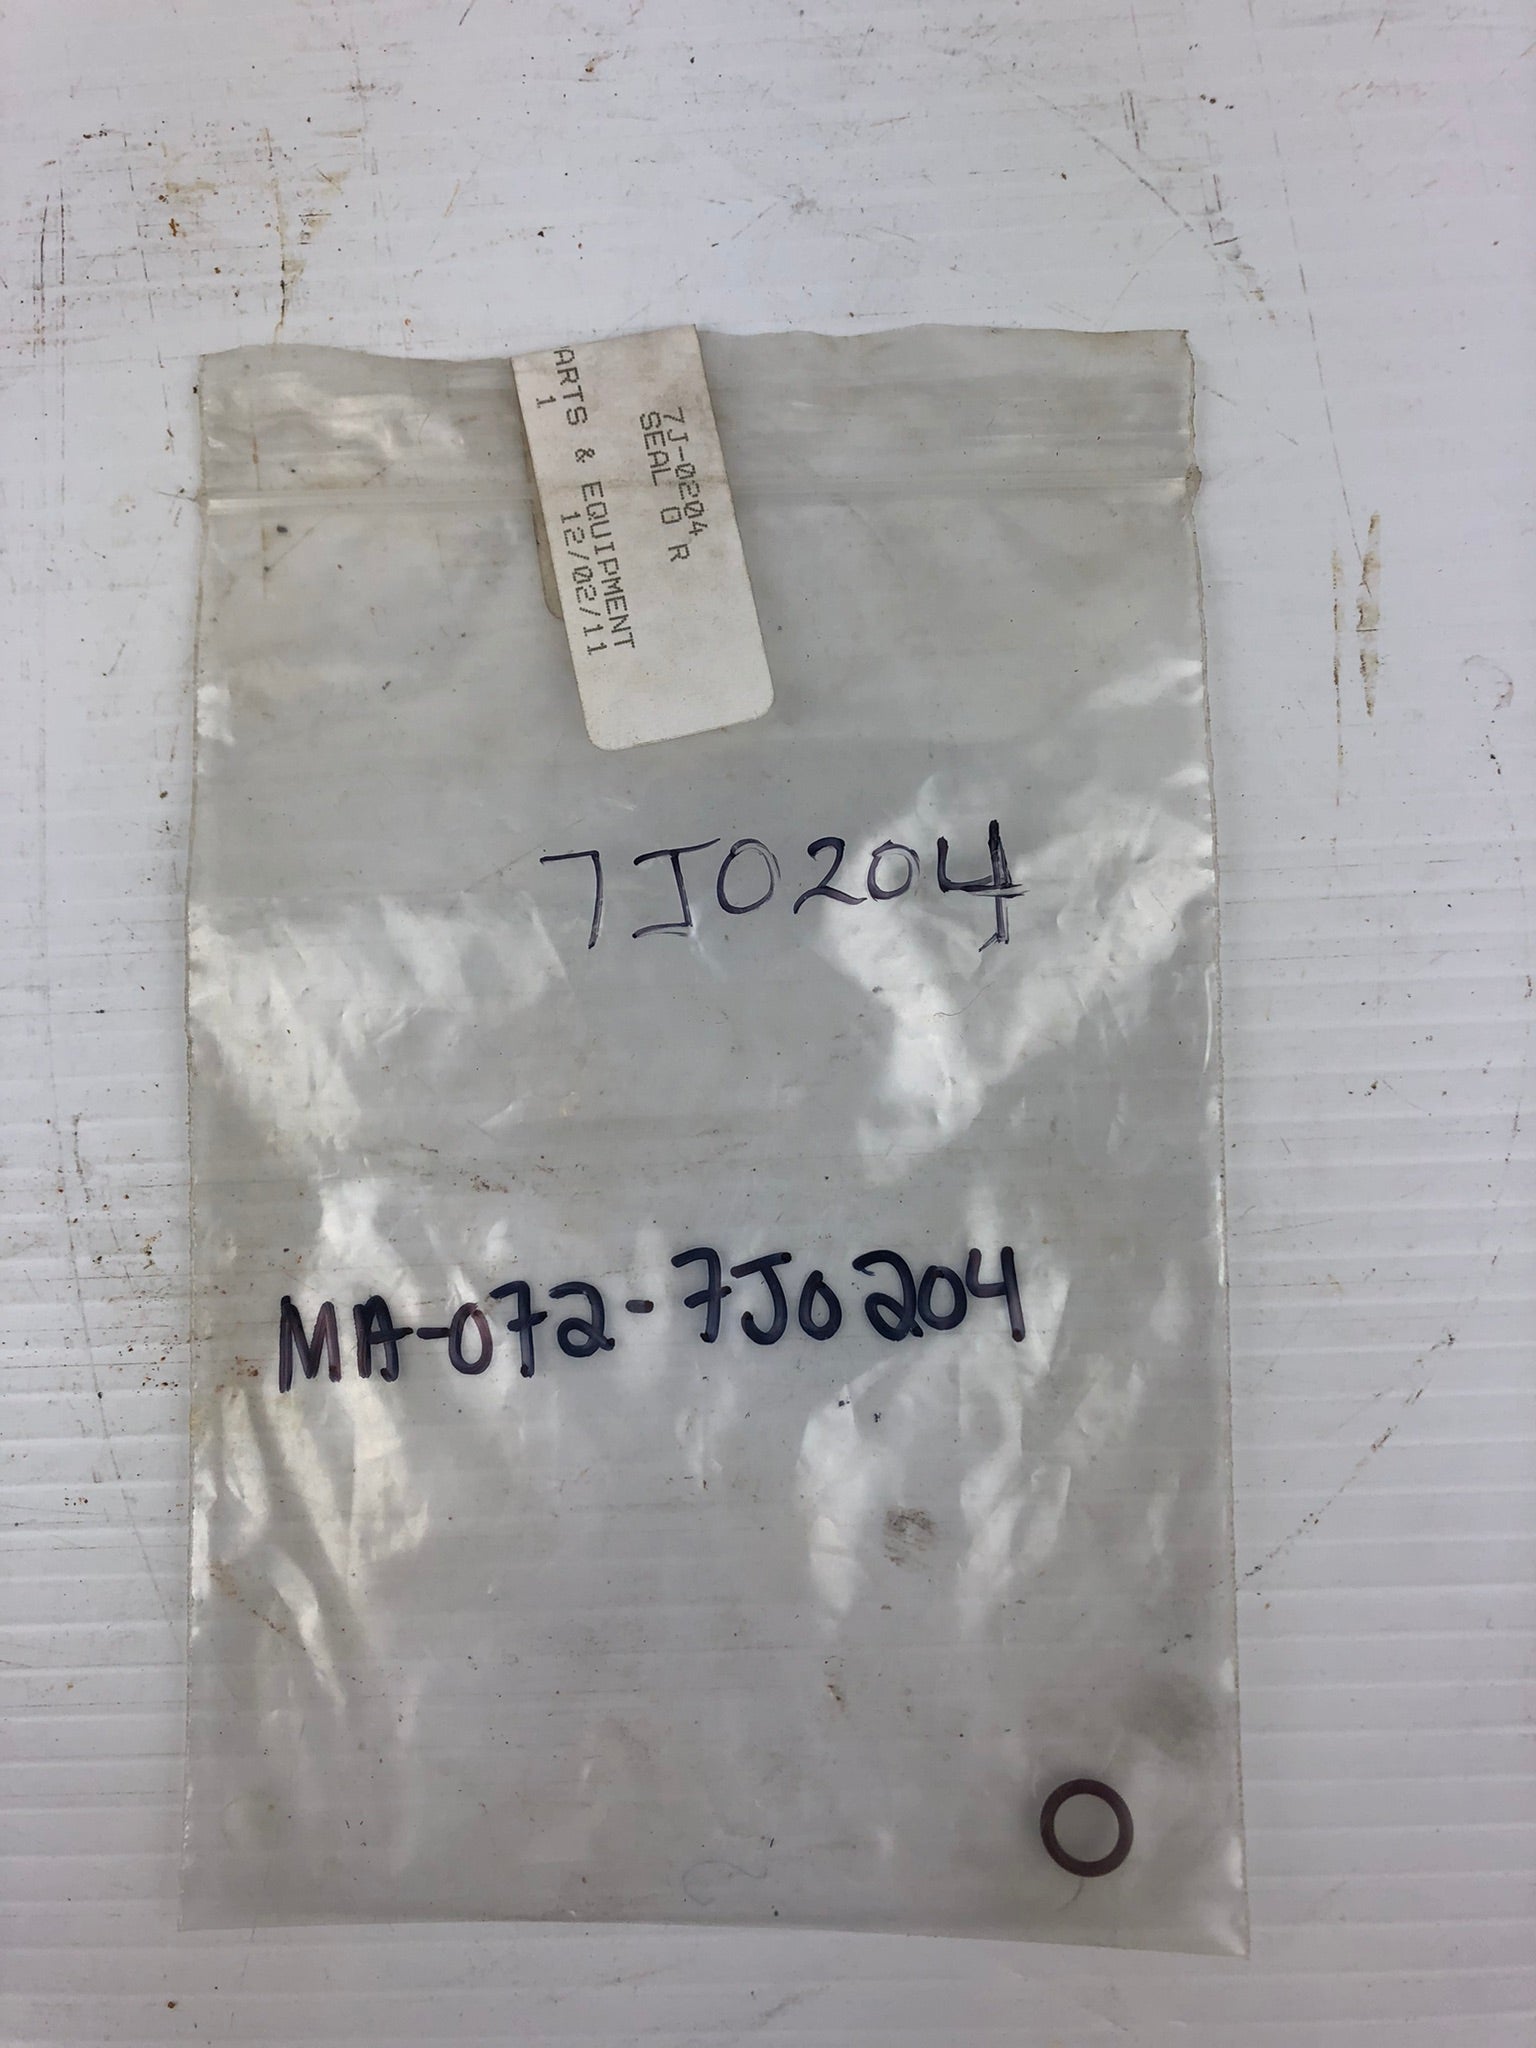 7J-0204
SEAL O R
ARTS & EQUIPMENT
1 12/02/11
7J0204
MA-072-7J0204